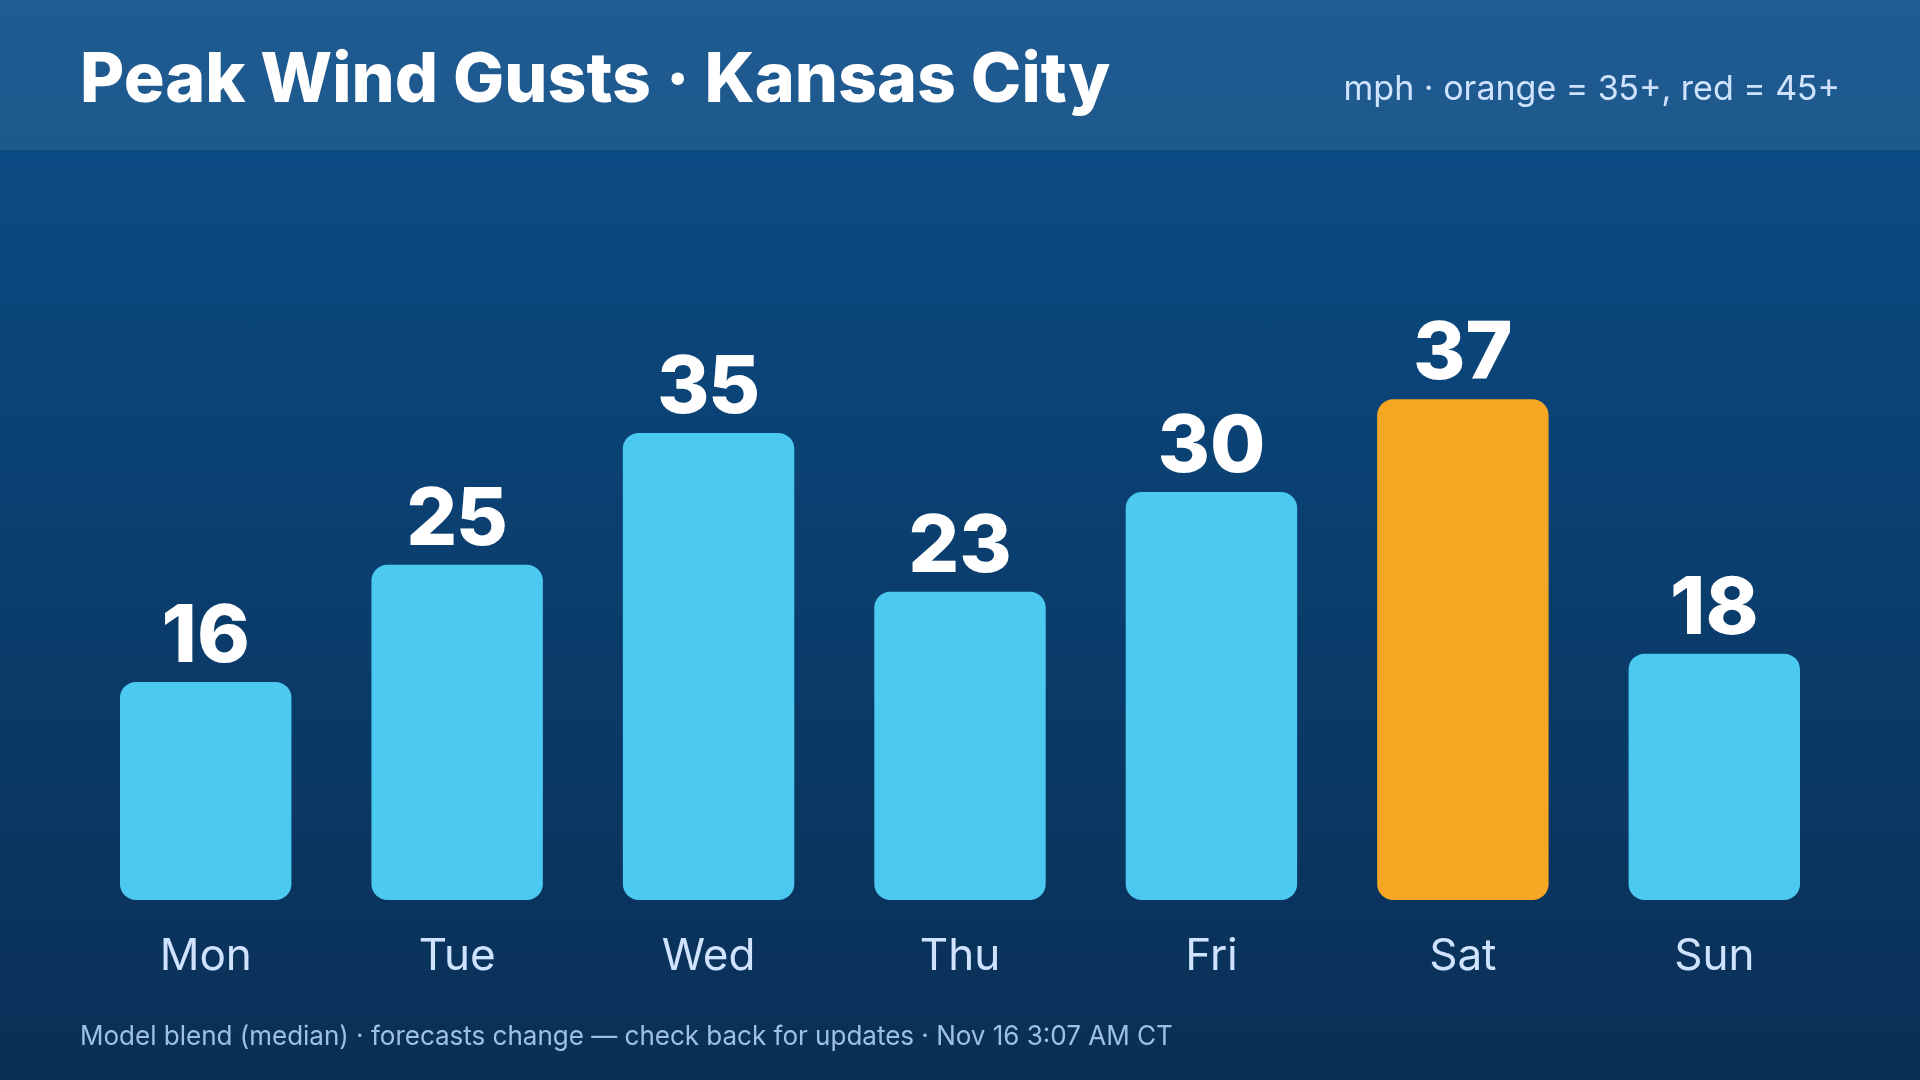 Peak Wind Gusts · Kansas City
mph · orange = 35+, red = 45+
37
35
30
25
23
18
16
Mon Tue Wed Thu Fri Sat Sun
Model blend (median) · forecasts change — check back for updates · Nov 16 3:07 AM CT